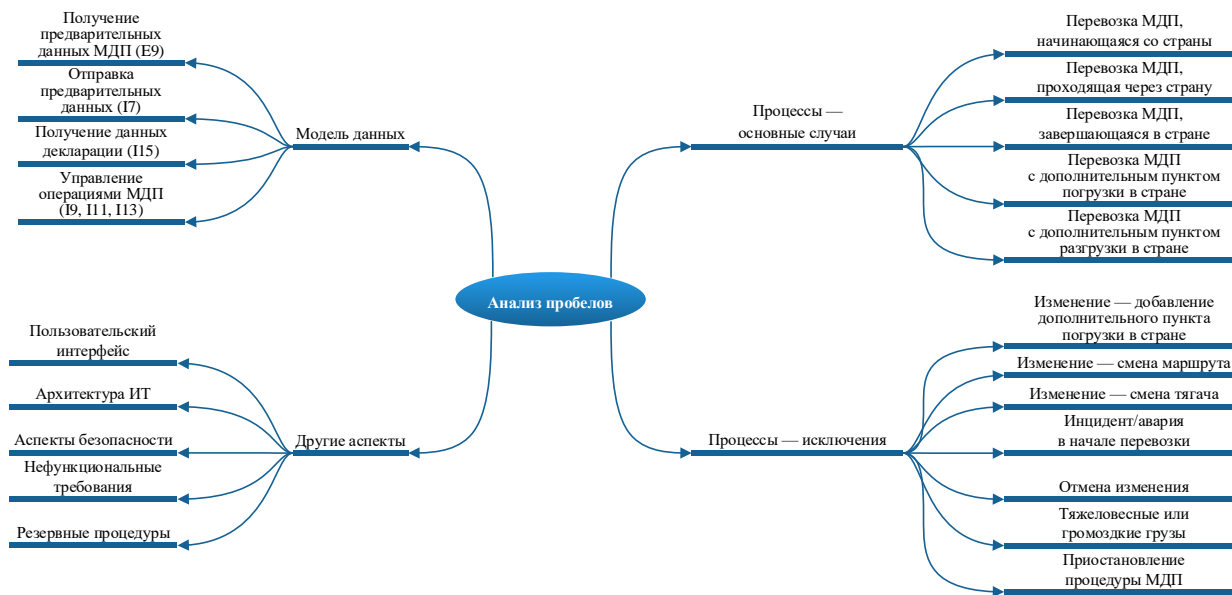 Получение
предварительных
данных МДП (E9)
Отправка
предварительных
данных (I7)
Получение данных
декларации (I15)
Управление
операциями МДП
(I9, I11, I13)
Модель данных
Пользовательский
интерфейс
Архитектура ИТ
Аспекты безопасности
Нефункциональные
требования
Резервные процедуры
Другие аспекты
Анализ пробелов
Процессы —
основные случаи
Перевозка МДП,
начинающаяся со страны
Перевозка МДП,
проходящая через страну
Перевозка МДП,
завершающаяся в стране
Перевозка МДП
с дополнительным пунктом
погрузки в стране
Перевозка МДП
с дополнительным пунктом
разгрузки в стране
Процессы — исключения
Изменение — добавление
дополнительного пункта
погрузки в стране
Изменение — смена маршрута
Изменение — смена тягача
Инцидент/авария
в начале перевозки
Отмена изменения
Тяжеловесные или
громоздкие грузы
Приостановление
процедуры МДП